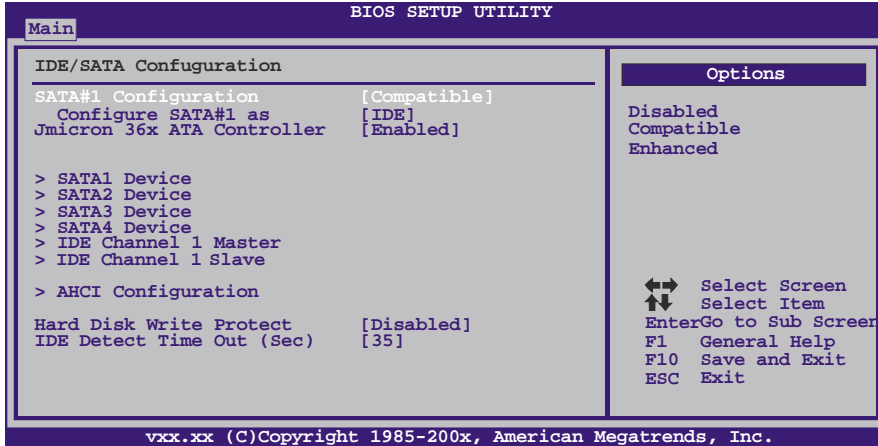 BIOS SETUP UTILITY
Main
IDE/SATA Confuguration
SATA#1 Configuration [Compatible]
Configure SATA#1 as [IDE]
Jmicron 36x ATA Controller [Enabled]
> SATA1 Device
> SATA2 Device
> SATA3 Device
> SATA4 Device
> IDE Channel 1 Master
> IDE Channel 1 Slave
> AHCI Configuration
Hard Disk Write Protect [Disabled]
IDE Detect Time Out (Sec) [35]
Options
Disabled
Compatible
Enhanced
Select Screen
Select Item
EnterGo to Sub Screen
F1 General Help
F10 Save and Exit
ESC Exit
vxx.xx (C)Copyright 1985-200x, American Megatrends, Inc.